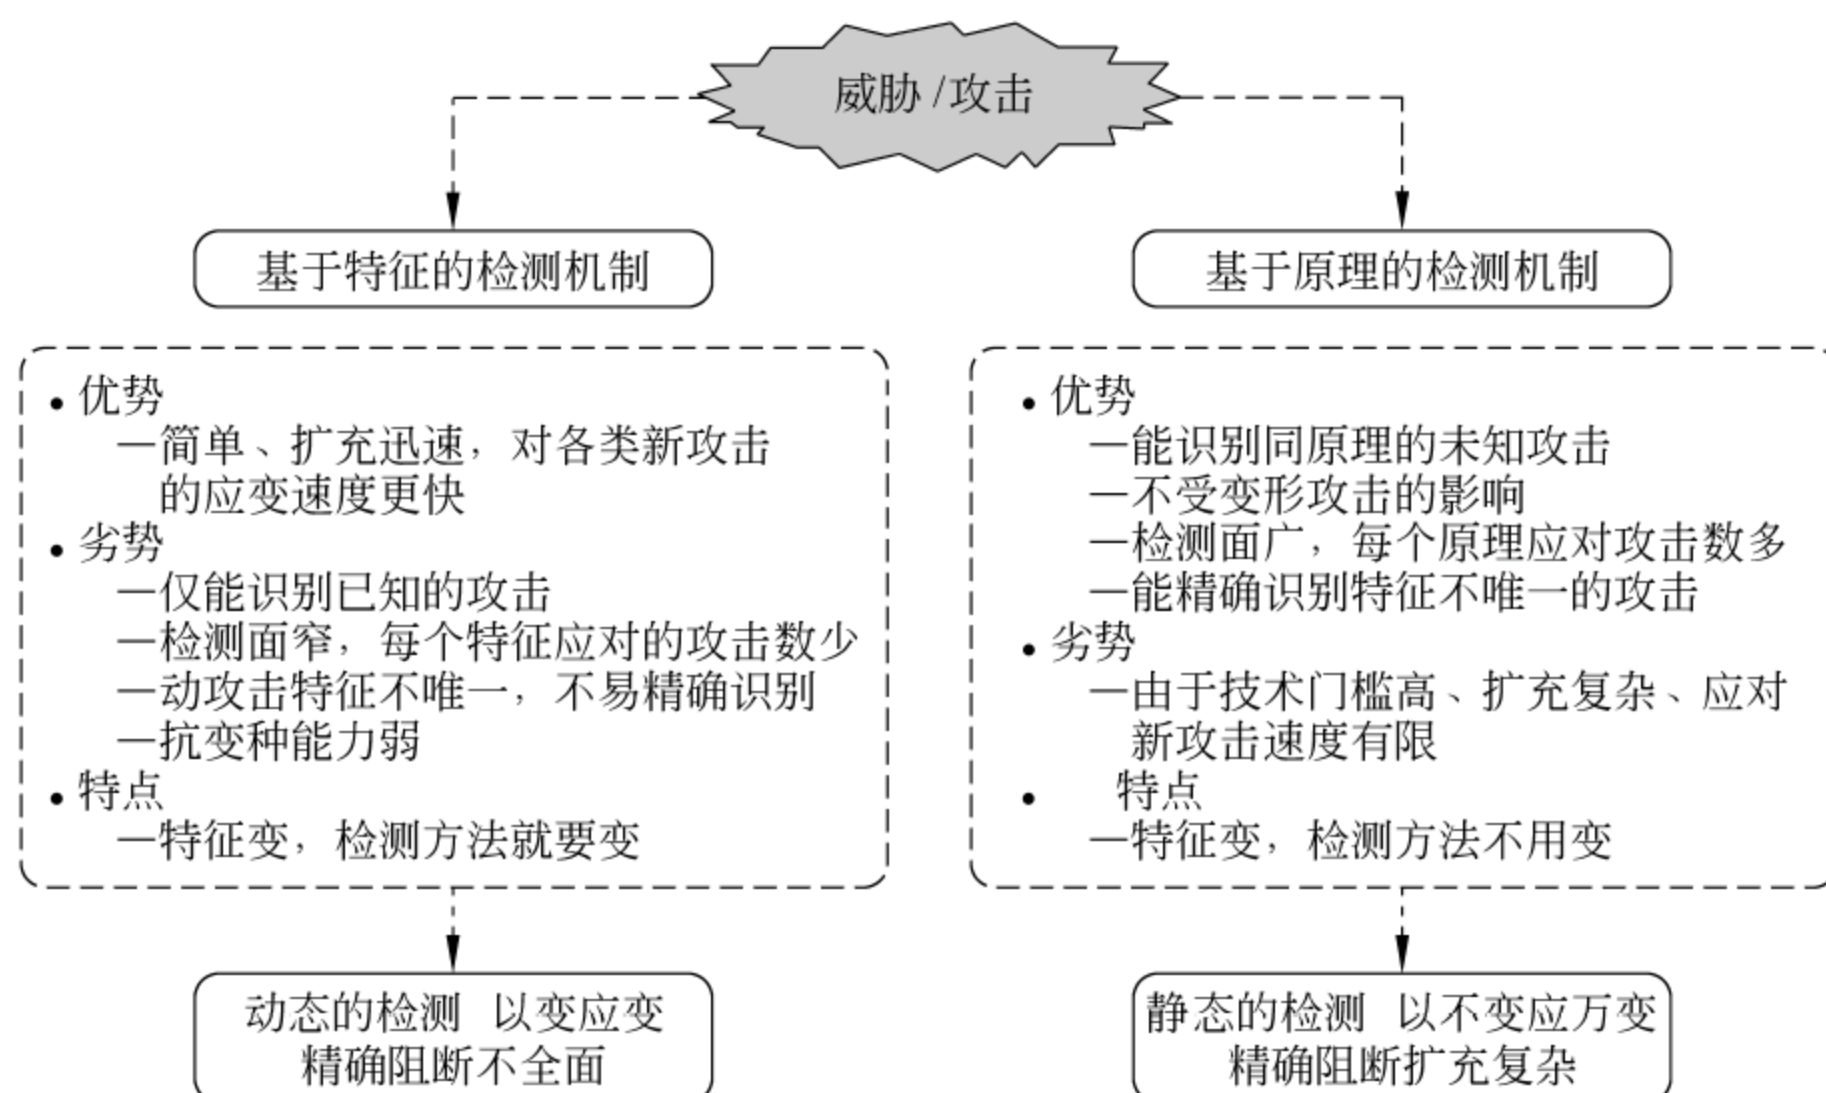 威胁/攻击
基于特征的检测机制
• 优势
—简单、扩充迅速，对各类新攻击
的应变速度更快
• 劣势
—仅能识别已知的攻击
—检测面窄，每个特征应对的攻击数少
—动攻击特征不唯一，不易精确识别
—抗变种能力弱
• 特点
—特征变，检测方法就要变
动态的检测 以变应变
精确阻断不全面
基于原理的检测机制
• 优势
—能识别同原理的未知攻击
—不受变形攻击的影响
—检测面广，每个原理应对攻击数多
—能精确识别特征不唯一的攻击
• 劣势
—由于技术门槛高、扩充复杂、应对
新攻击速度有限
• 特点
—特征变，检测方法不用变
静态的检测 以不变应万变
精确阻断扩充复杂